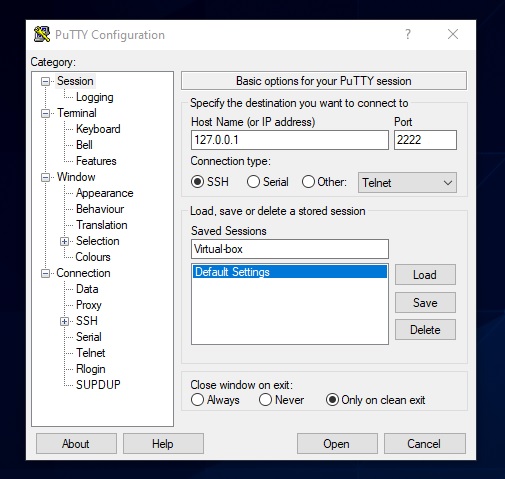 PuTTY Configuration
Category:
Session
Logging
Terminal
Keyboard
Bell
Features
Window
Appearance
Behaviour
Translation
Selection
Colours
Connection
Data
Proxy
SSH
Serial
Telnet
Rlogin
SUPDUP
Basic options for your PuTTY session
Specify the destination you want to connect to
Host Name (or IP address) Port
127.0.0.1 2222
Connection type:
SSH Serial Other: Telnet
Load, save or delete a stored session
Saved Sessions
Virtual-box
Default Settings
Load
Save
Delete
Close window on exit:
Always Never Only on clean exit
About Help Open Cancel